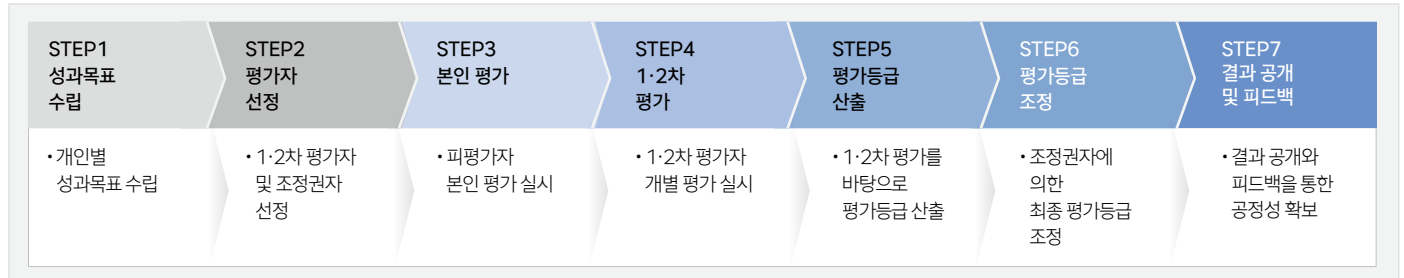 STEP1
성과목표
수립
STEP2
평가자
선정
STEP3
본인 평가
STEP4
1·2차
평가
STEP5
평가등급
산출
STEP6
평가등급
조정
STEP7
결과 공개
및 피드백
• 개인별
성과목표 수립
• 1·2차 평가자
및 조정권자
선정
• 피평가자
본인 평가 실시
• 1·2차 평가자
개별 평가 실시
• 1·2차 평가를
바탕으로
평가등급 산출
• 조정권자에
의한
최종 평가등급
조정
• 결과 공개와
피드백을 통한
공정성 확보